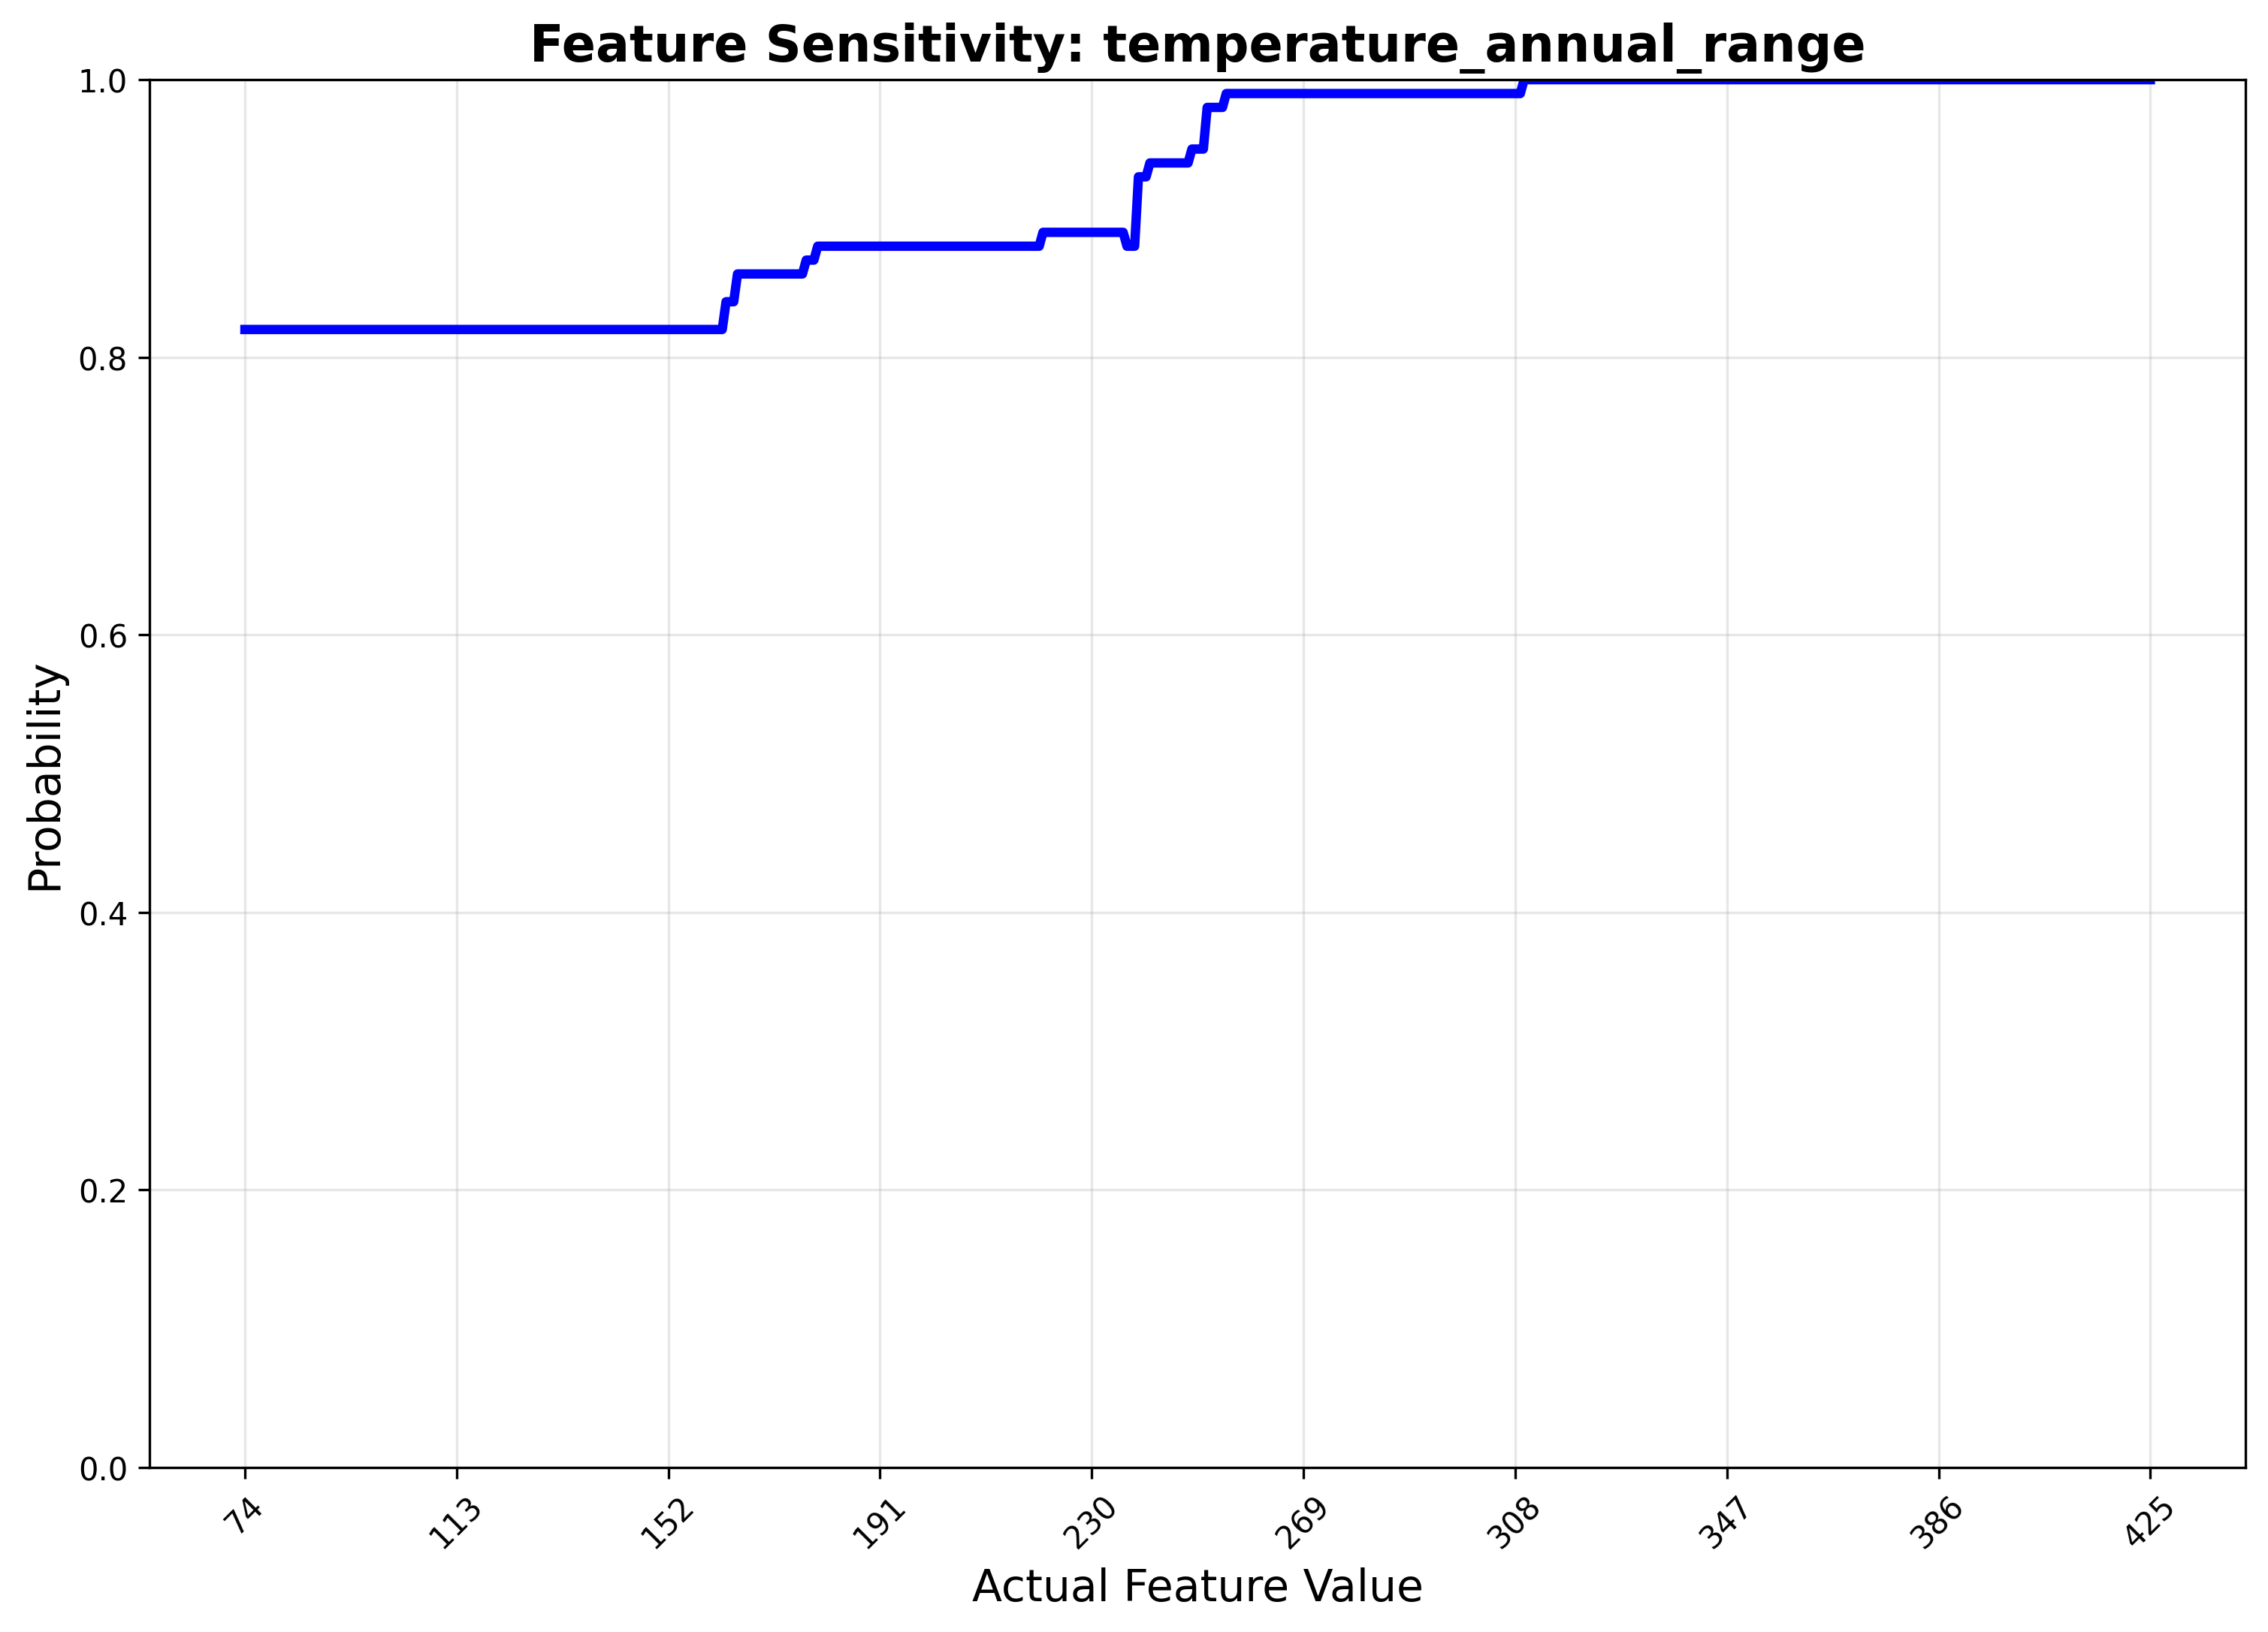 Feature Sensitivity: temperature_annual_range
1.0
0.8
0.6
0.4
0.2
0.0
Probability
74 113 152 191 230 269 308 347 386 425
Actual Feature Value